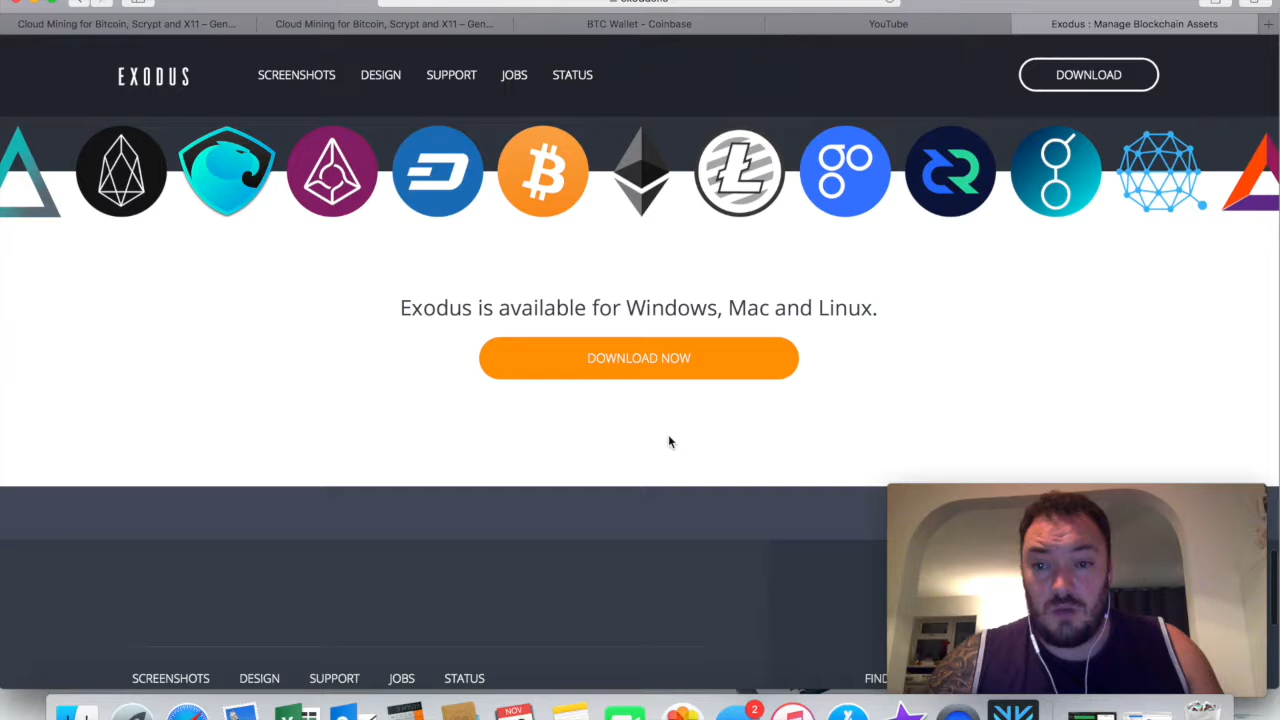 Cloud Mining for Bitcoin, Scrypt and X11 – Gen...
Cloud Mining for Bitcoin, Scrypt and X11 – Gen...
BTC Wallet - Coinbase
YouTube
Exodus : Manage Blockchain Assets
EXODUS
SCREENSHOTS
DESIGN
SUPPORT
JOBS
STATUS
DOWNLOAD
Exodus is available for Windows, Mac and Linux.
DOWNLOAD NOW
SCREENSHOTS
DESIGN
SUPPORT
JOBS
STATUS
FIND
NOV
2